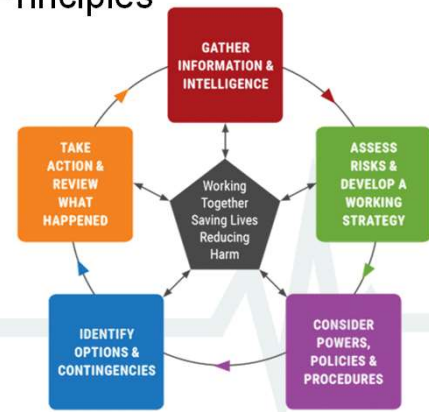 rinciples
GATHER
INFORMATION &
INTELLIGENCE
ASSESS
RISKS &
DEVELOP A
WORKING
STRATEGY
CONSIDER
POWERS,
POLICIES &
PROCEDURES
IDENTIFY
OPTIONS &
CONTINGENCIES
TAKE
ACTION &
REVIEW
WHAT
HAPPENED
Working
Together
Saving Lives
Reducing
Harm